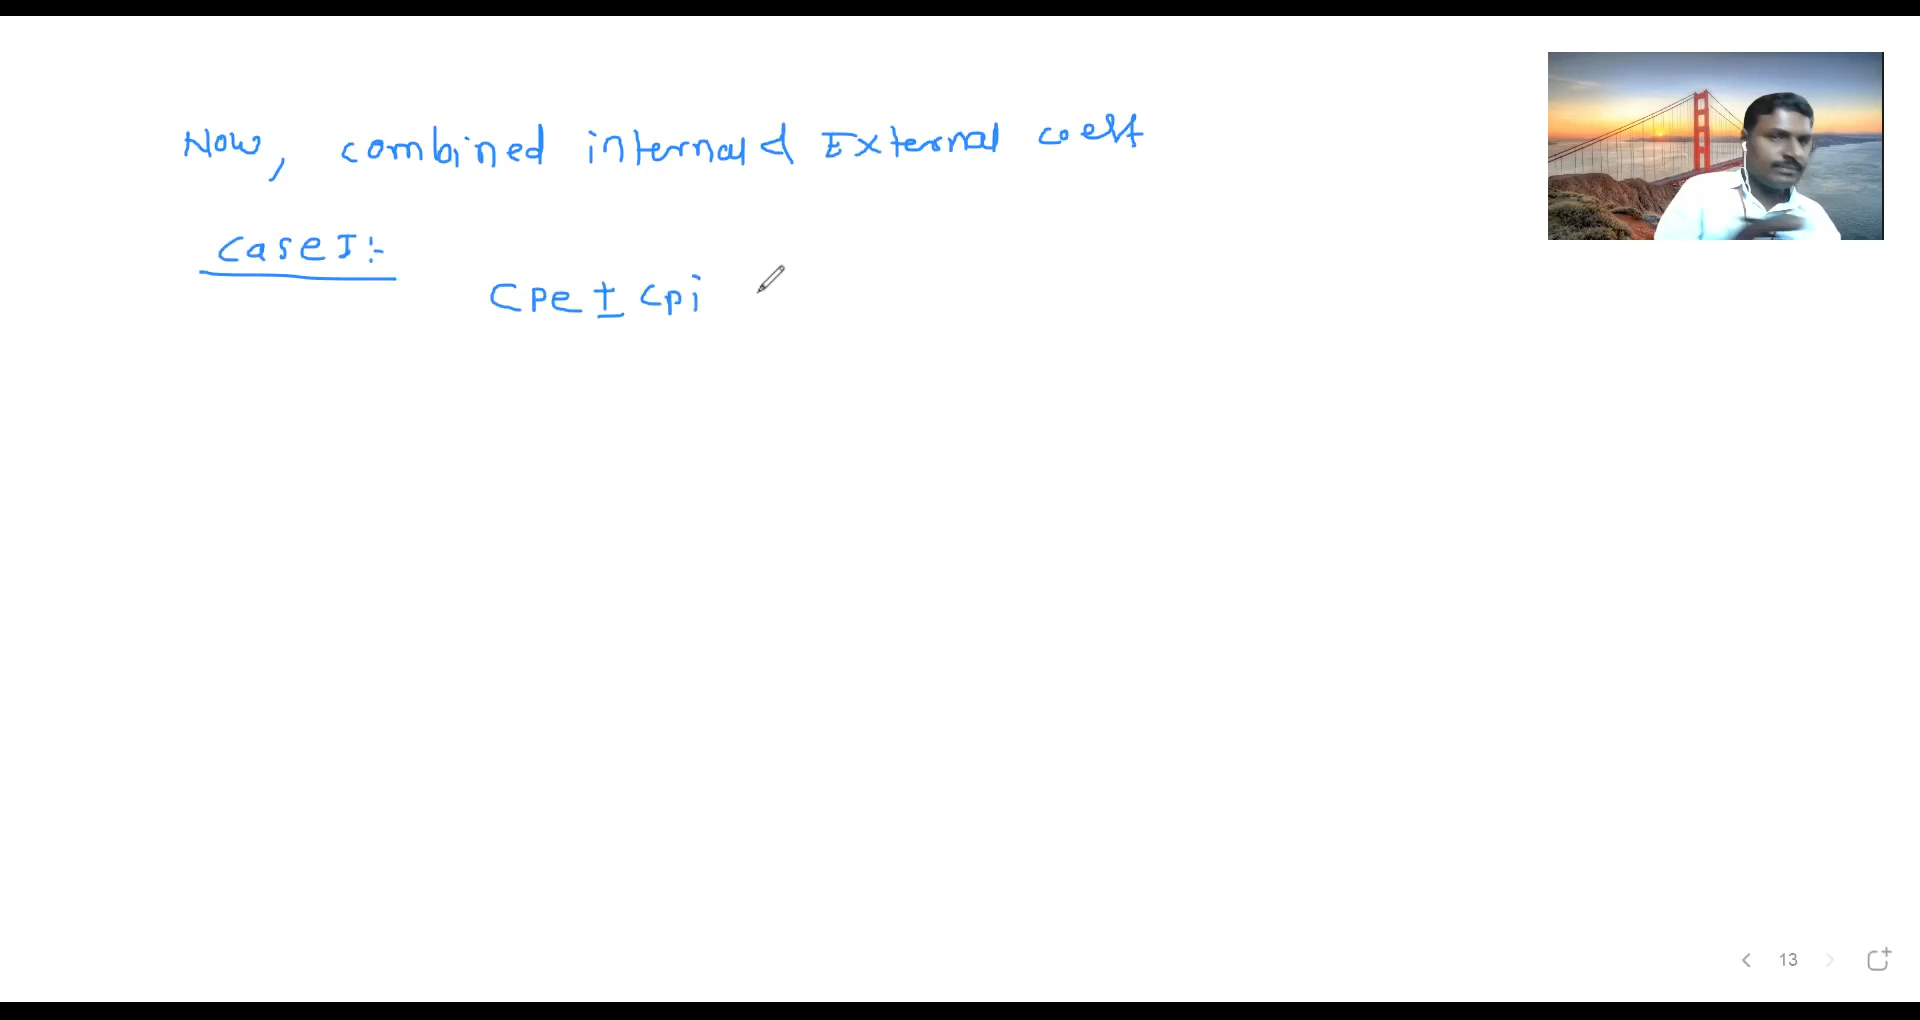 Now, combined internal & External coeff
Case I:-
Cpe ± Cpi
13